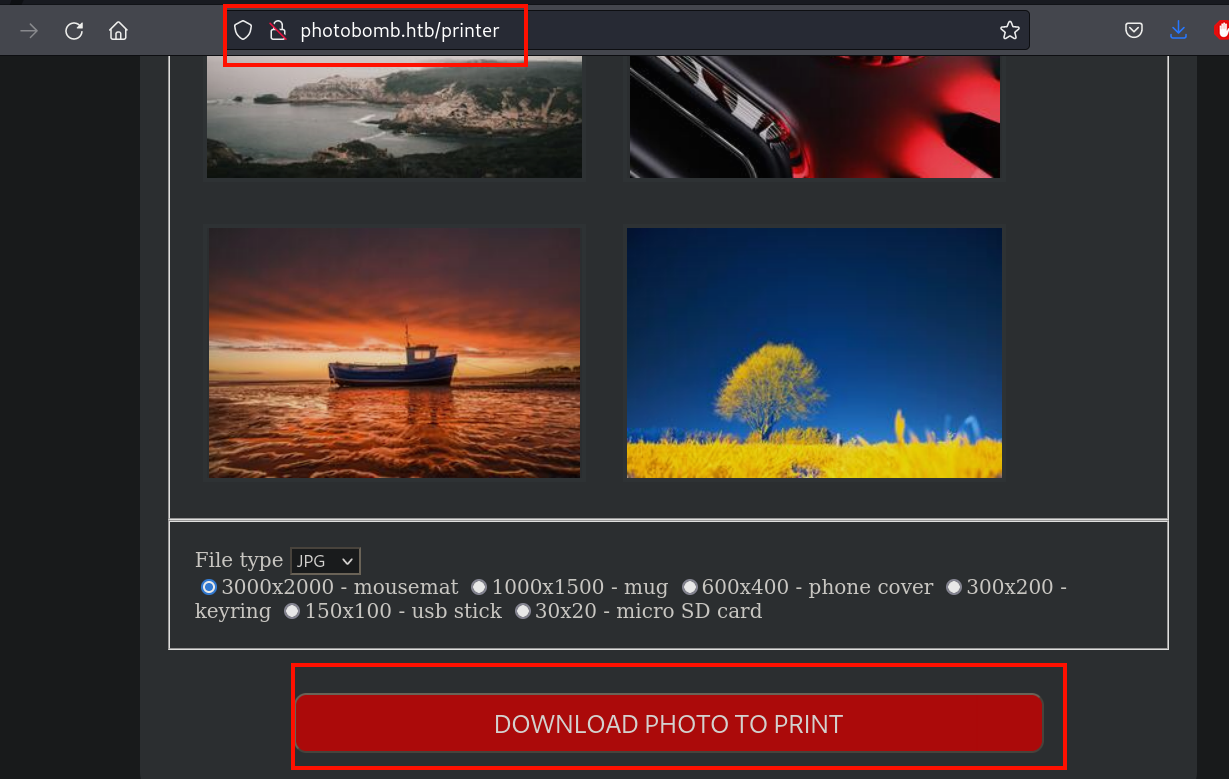 photobomb.htb/printer
File type JPG
3000x2000 - mousemat 1000x1500 - mug 600x400 - phone cover 300x200 -
keyring 150x100 - usb stick 30x20 - micro SD card
DOWNLOAD PHOTO TO PRINT